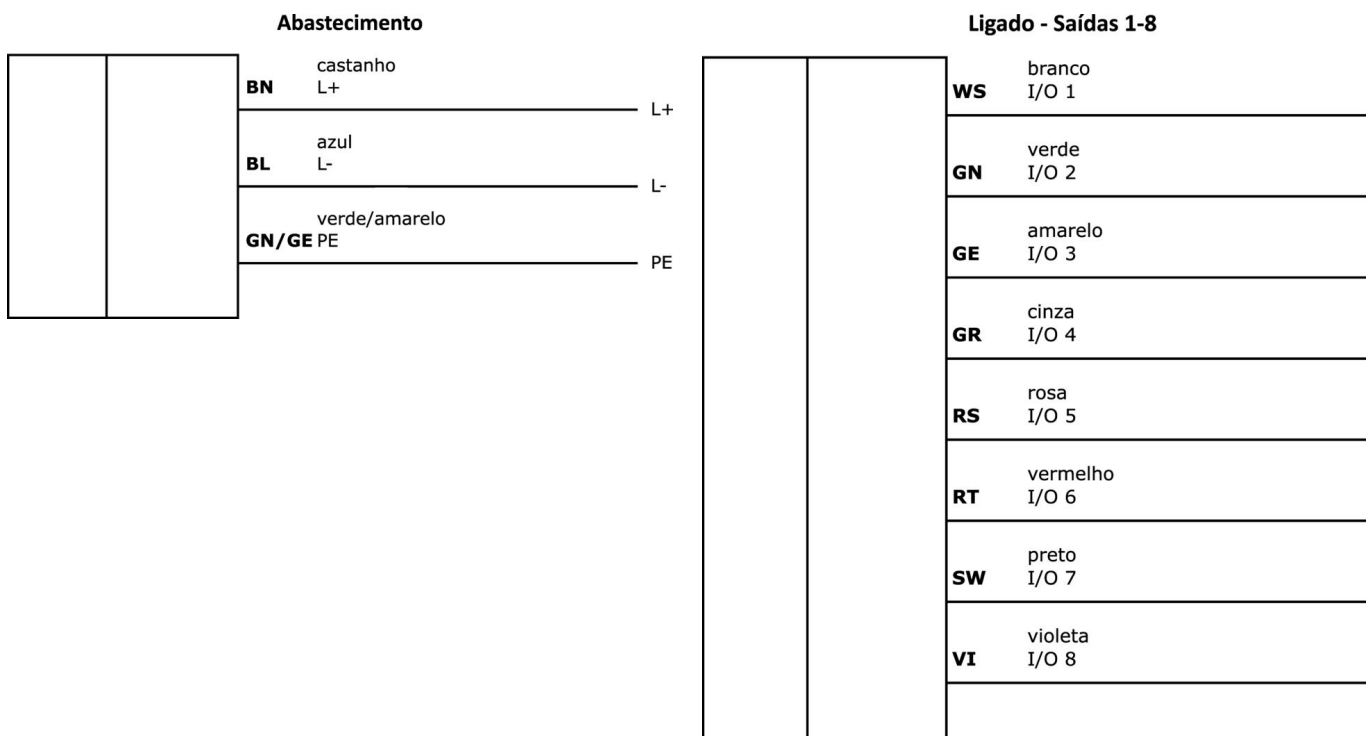 Abastecimento
castanho
BN L+
L+
azul
BL L-
L-
verde/amarelo
GN/GE PE
PE
Ligado - Saídas 1-8
branco
WS I/O 1
verde
GN I/O 2
amarelo
GE I/O 3
cinza
GR I/O 4
rosa
RS I/O 5
vermelho
RT I/O 6
preto
SW I/O 7
violeta
VI I/O 8